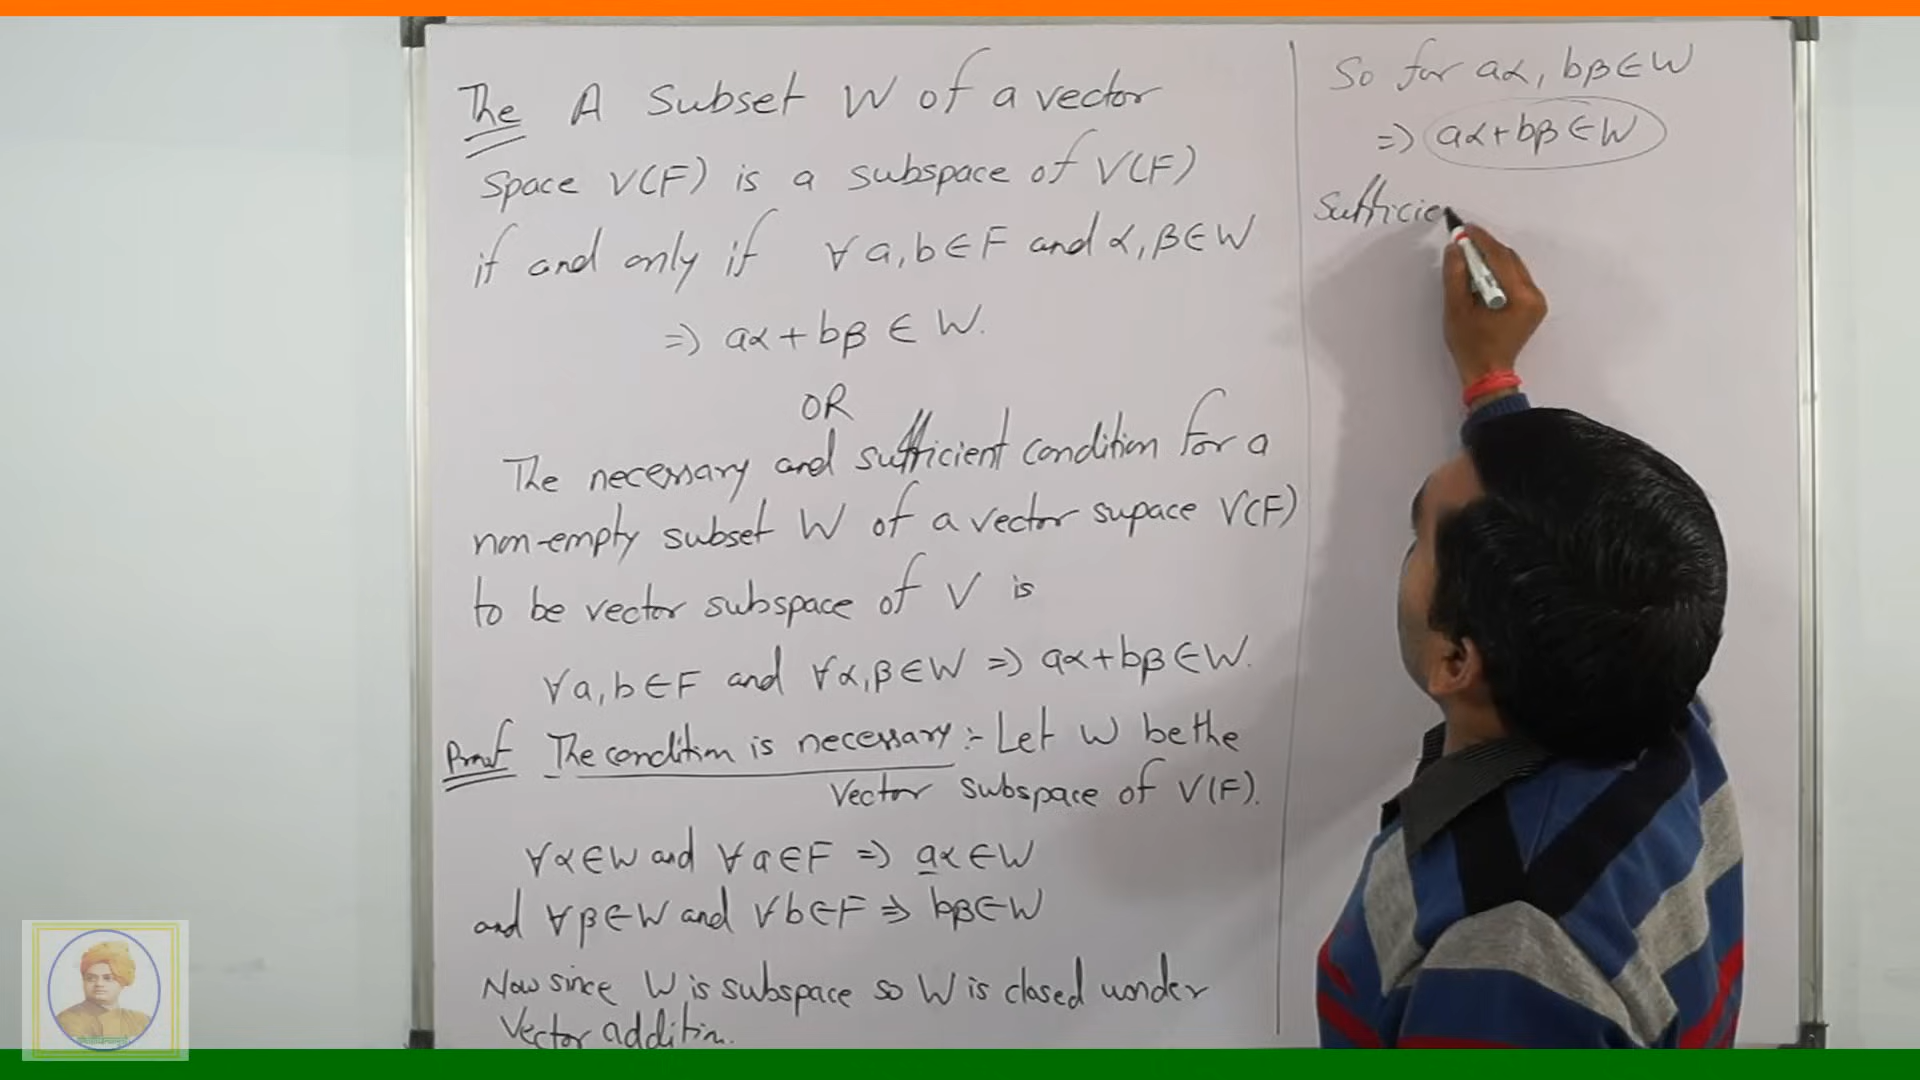 The A Subset W of a vector
Space V(F) is a subspace of V(F)
if and only if ∀ a, b ∈ F and α, β ∈ W
=) aα + bβ ∈ W.
OR
The necessary and sufficient condition for a
non-empty subset W of a vector supace V(F)
to be vector subspace of V is
∀ a, b ∈ F and ∀ α, β ∈ W =) aα + bβ ∈ W.
Proof The condition is necessary :- Let W be the
Vector subspace of V(F).
∀ α ∈ W and ∀ a ∈ F =) aα ∈ W
and ∀ β ∈ W and ∀ b ∈ F => bβ ∈ W
Now since W is subspace so W is closed under
Vector addition.
So for aα, bβ ∈ W
=) aα + bβ ∈ W
Sufficie